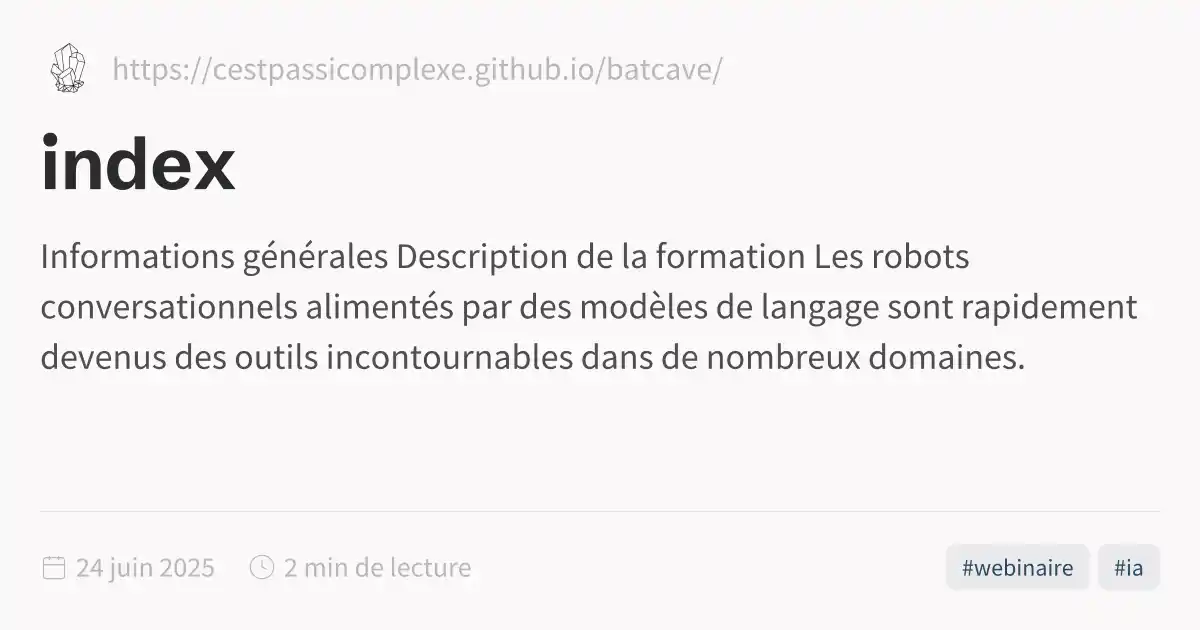 https://cestpassicomplexe.github.io/batcave/
index
Informations générales Description de la formation Les robots
conversationnels alimentés par des modèles de langage sont rapidement
devenus des outils incontournables dans de nombreux domaines.
24 juin 2025 2 min de lecture #webinaire #ia